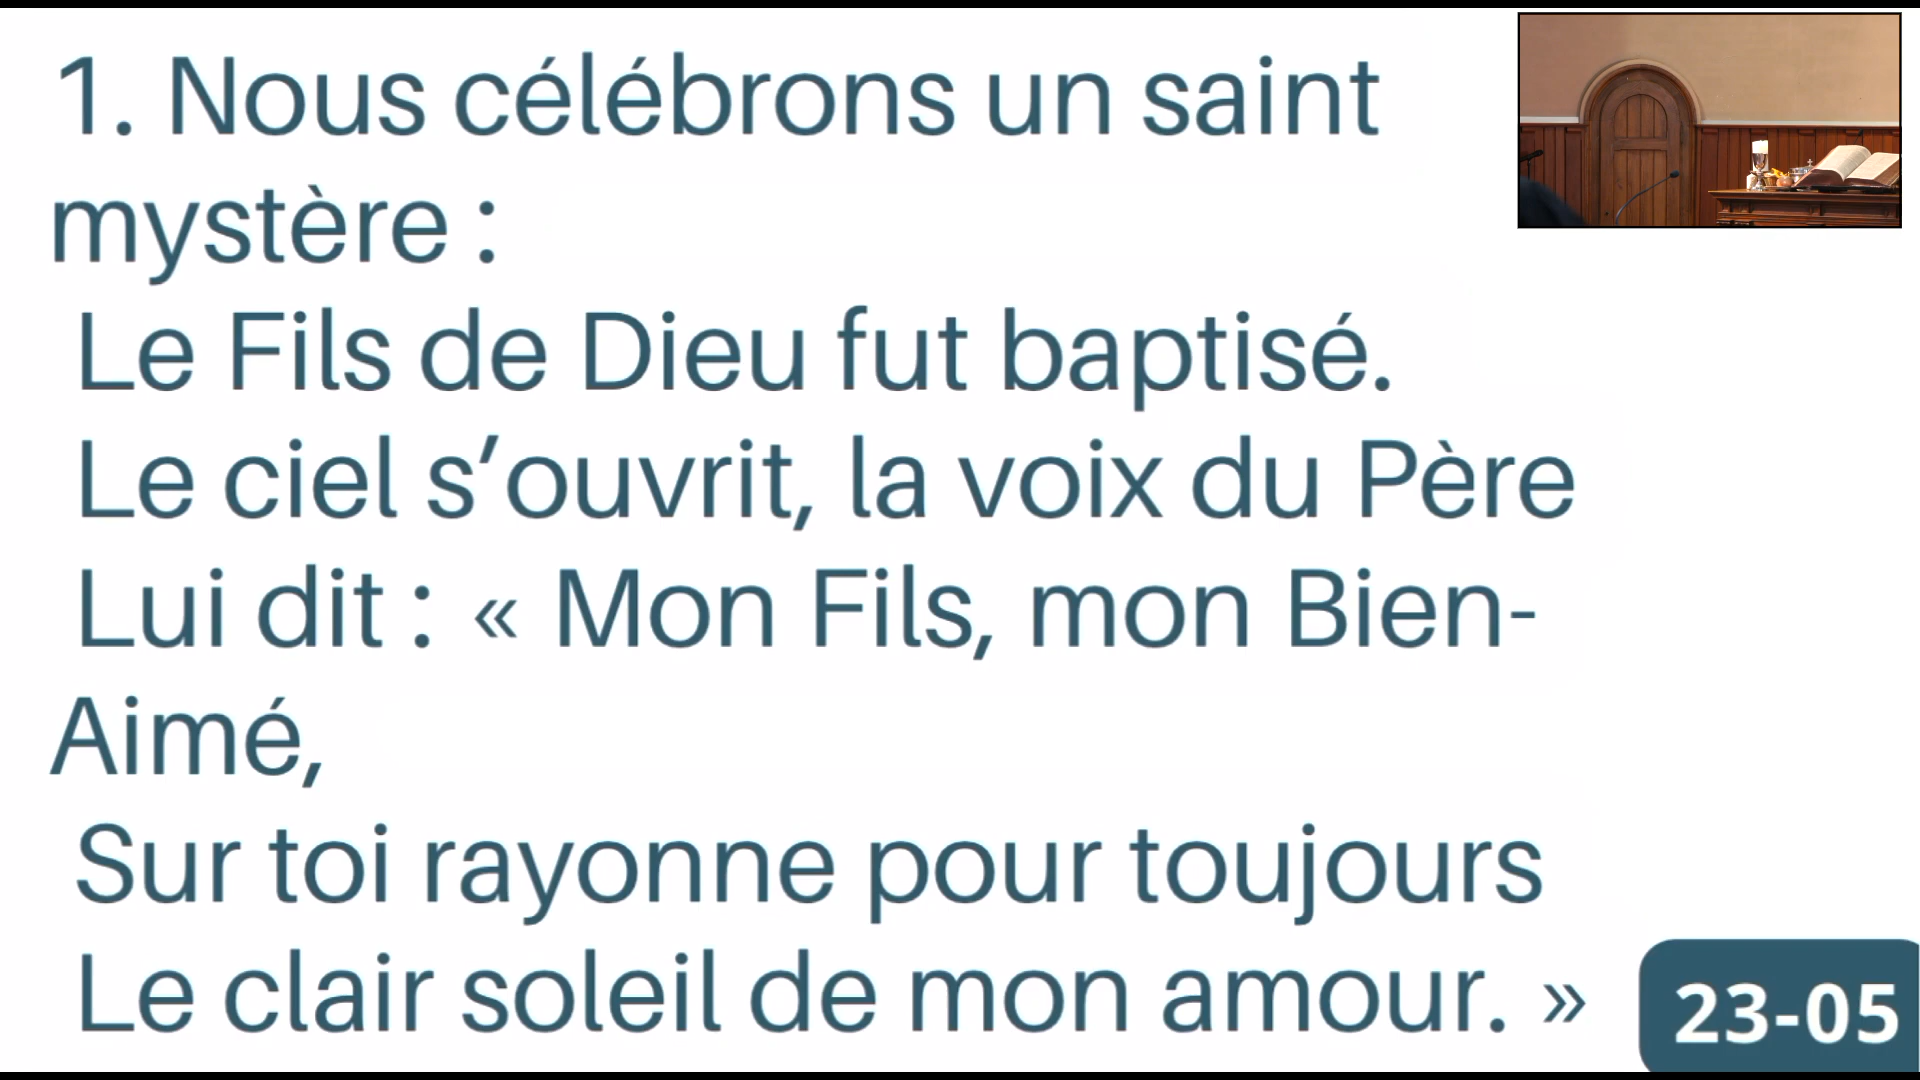 1. Nous célébrons un saint
mystère :
Le Fils de Dieu fut baptisé.
Le ciel s’ouvrit, la voix du Père
Lui dit : « Mon Fils, mon Bien-
Aimé,
Sur toi rayonne pour toujours
Le clair soleil de mon amour. »
23-05